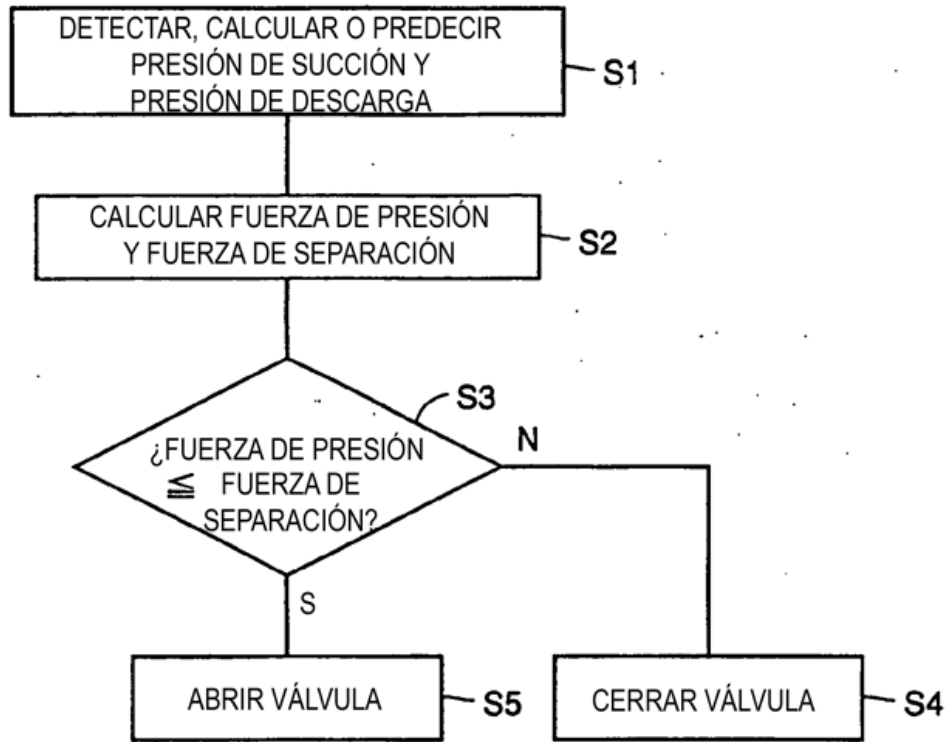 DETECTAR, CALCULAR O PREDECIR
PRESIÓN DE SUCCIÓN Y
PRESIÓN DE DESCARGA
S1
CALCULAR FUERZA DE PRESIÓN
Y FUERZA DE SEPARACIÓN
S2
S3
¿FUERZA DE PRESIÓN
≦ FUERZA DE
SEPARACIÓN?
N
S
ABRIR VÁLVULA
S5
CERRAR VÁLVULA
S4